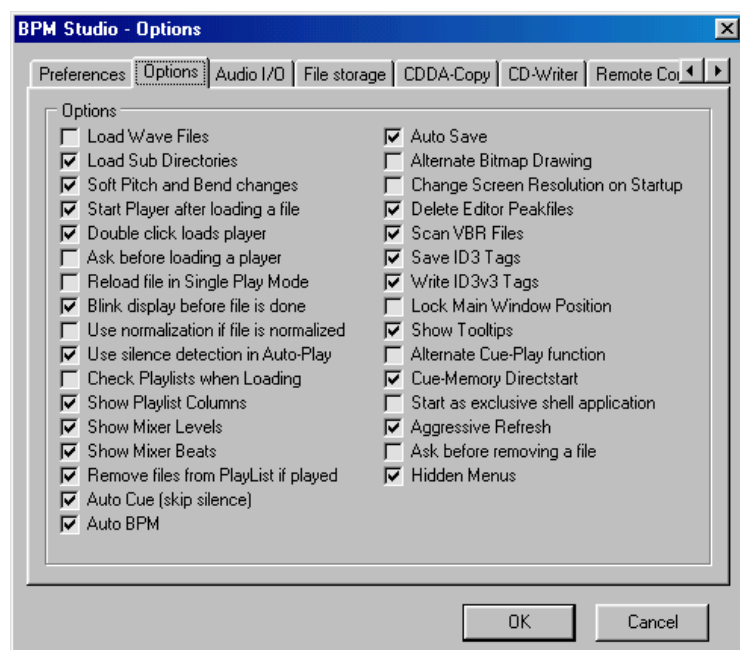 BPM Studio - Options
Preferences Options Audio I/O File storage CDDA-Copy CD-Writer Remote Co
Options
Load Wave Files
Load Sub Directories
Soft Pitch and Bend changes
Start Player after loading a file
Double click loads player
Ask before loading a player
Reload file in Single Play Mode
Blink display before file is done
Use normalization if file is normalized
Use silence detection in Auto-Play
Check Playlists when Loading
Show Playlist Columns
Show Mixer Levels
Show Mixer Beats
Remove files from PlayList if played
Auto Cue (skip silence)
Auto BPM
Auto Save
Alternate Bitmap Drawing
Change Screen Resolution on Startup
Delete Editor Peakfiles
Scan VBR Files
Save ID3 Tags
Write ID3v3 Tags
Lock Main Window Position
Show Tooltips
Alternate Cue-Play function
Cue-Memory Directstart
Start as exclusive shell application
Aggressive Refresh
Ask before removing a file
Hidden Menus
OK Cancel